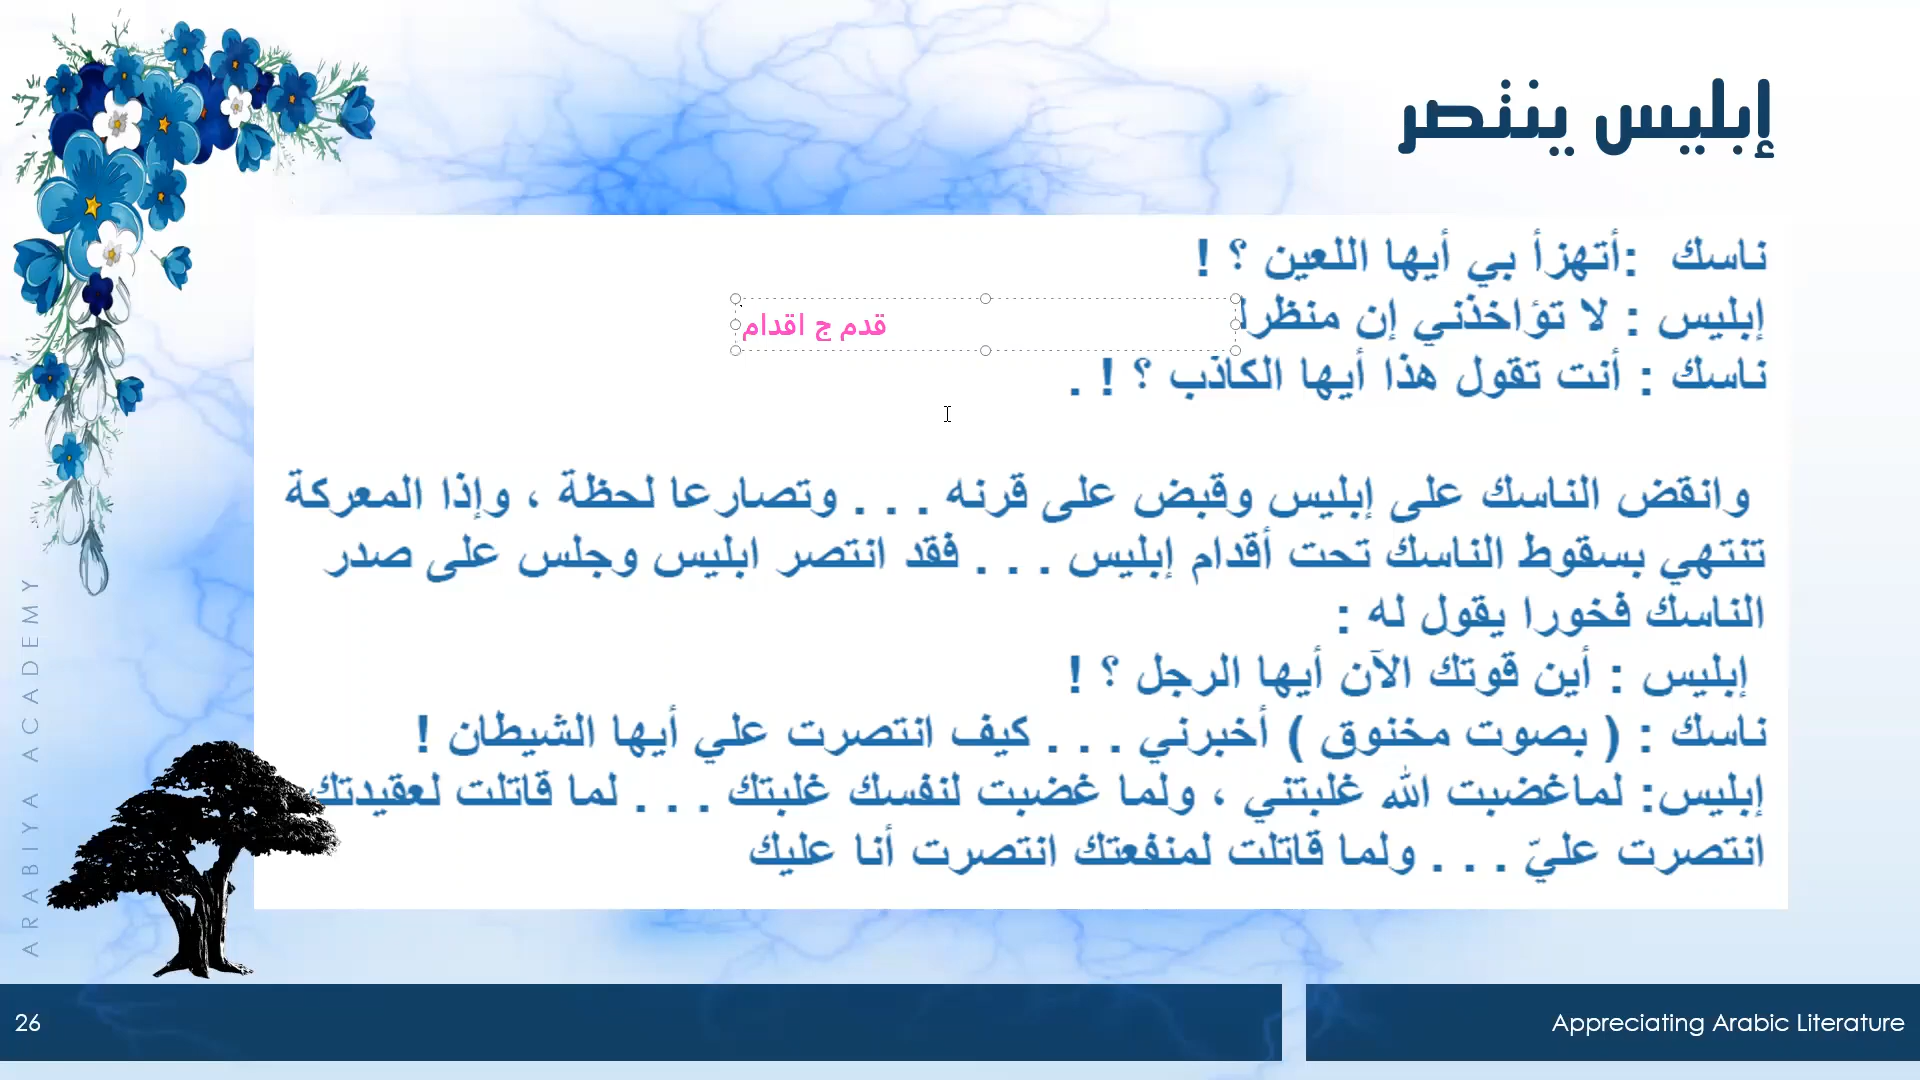 إبليس ينتصر
ناسك :أتهزأ بي أيها اللعين ؟ !
إبليس : لا تؤاخذني إن منظرا
قدم ج اقدام
ناسك : أنت تقول هذا أيها الكاذب ؟ ! .
وانقض الناسك على إبليس وقبض على قرنه . . . وتصارعا لحظة ، وإذا المعركة
تنتهي بسقوط الناسك تحت أقدام إبليس . . . فقد انتصر ابليس وجلس على صدر
الناسك فخورا يقول له :
إبليس : أين قوتك الآن أيها الرجل ؟ !
ناسك : ( بصوت مخنوق ) أخبرني . . . كيف انتصرت علي أيها الشيطان !
إبليس: لماغضبت الله غلبتني ، ولما غضبت لنفسك غلبتك . . . لما قاتلت لعقيدتك
انتصرت عليّ . . . ولما قاتلت لمنفعتك انتصرت أنا عليك
ARABIYA ACADEMY
26
Appreciating Arabic Literature